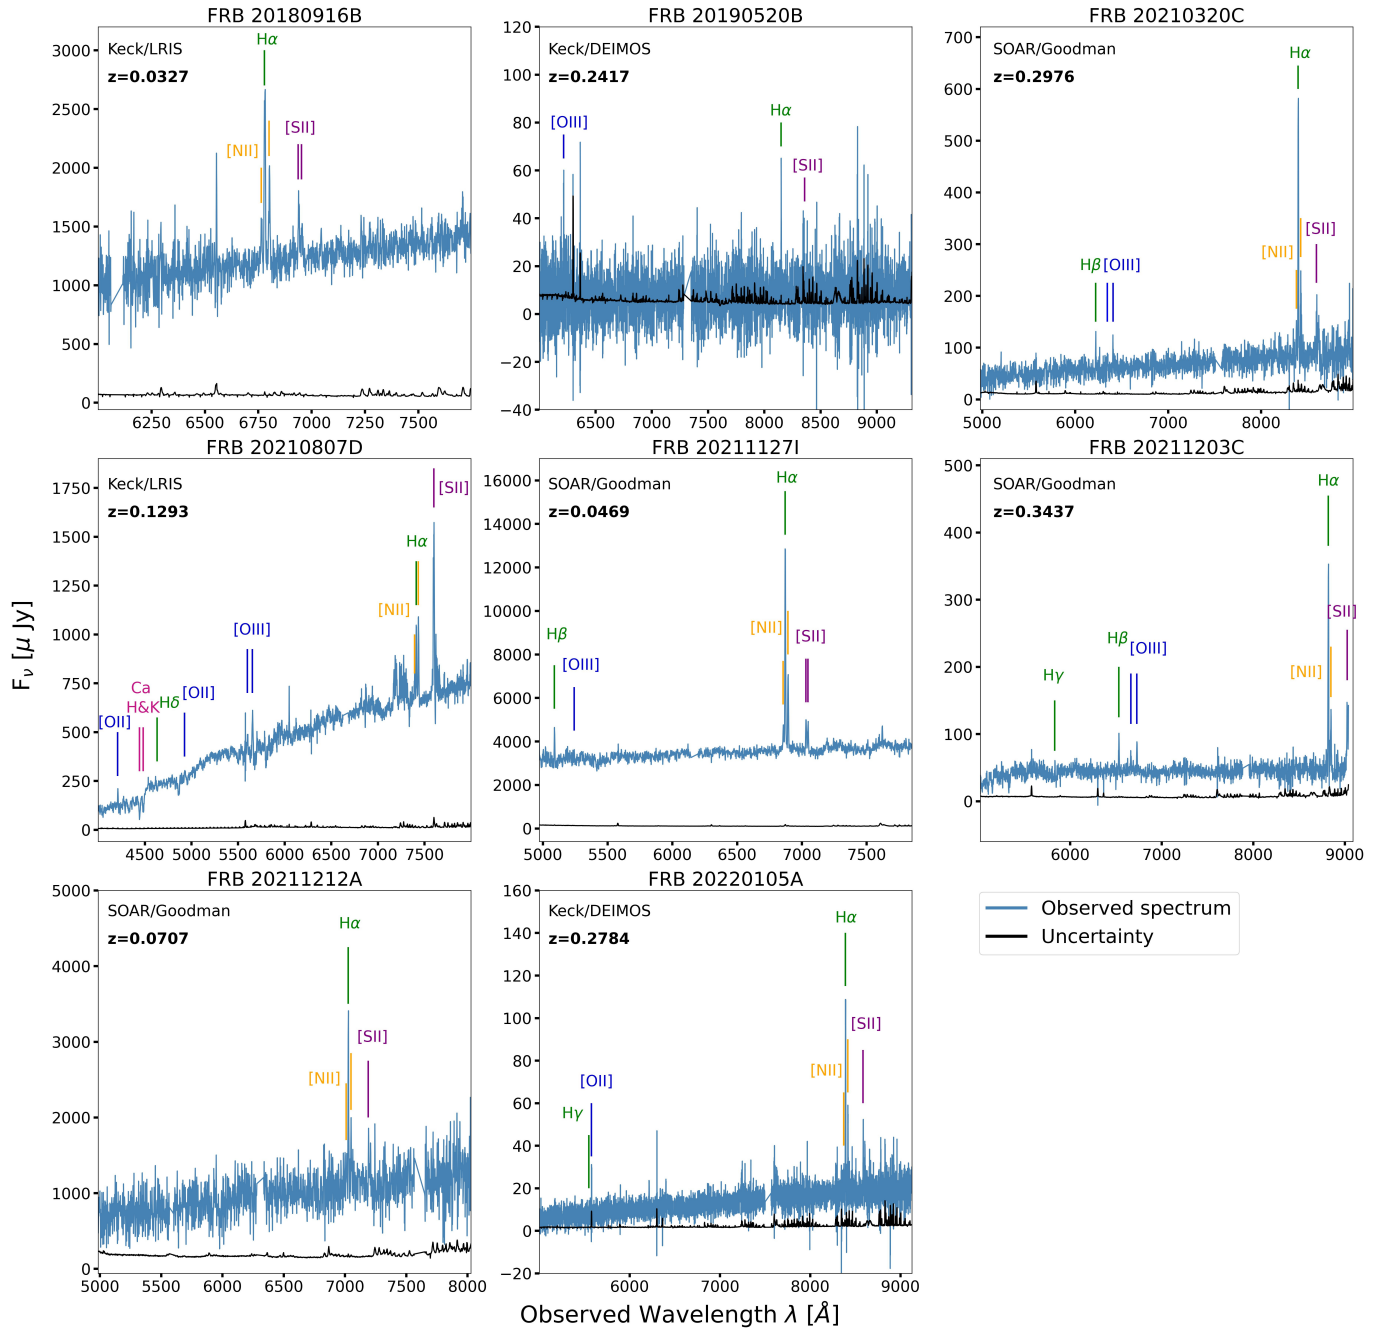 FRB 20180916B
Keck/LRIS
z=0.0327
Hα
[NII]
[SII]
3000
2500
2000
1500
1000
500
0
6250 6500 6750 7000 7250 7500
FRB 20190520B
Keck/DEIMOS
z=0.2417
[OIII]
Hα
[SII]
120
100
80
60
40
20
0
−20
−40
6500 7000 7500 8000 8500 9000
FRB 20210320C
SOAR/Goodman
z=0.2976
Hα
[SII]
[NII]
Hβ [OIII]
700
600
500
400
300
200
100
0
5000 6000 7000 8000
FRB 20210807D
Keck/LRIS
z=0.1293
[SII]
Hα
[NII]
[OIII]
Ca
H&K Hδ [OII]
[OII]
1750
1500
1250
1000
750
500
250
0
4500 5000 5500 6000 6500 7000 7500
FRB 20211127I
SOAR/Goodman
z=0.0469
Hα
[NII]
[SII]
Hβ
[OIII]
16000
14000
12000
10000
8000
6000
4000
2000
0
5000 5500 6000 6500 7000 7500
FRB 20211203C
SOAR/Goodman
z=0.3437
Hα
[SII]
[NII]
Hβ
[OIII]
Hγ
500
400
300
200
100
0
6000 7000 8000 9000
FRB 20211212A
SOAR/Goodman
z=0.0707
Hα
[SII]
[NII]
5000
4000
3000
2000
1000
0
5000 5500 6000 6500 7000 7500 8000
FRB 20220105A
Keck/DEIMOS
z=0.2784
Hα
[SII]
[NII]
[OII]
Hγ
160
140
120
100
80
60
40
20
0
−20
6000 7000 8000 9000
Observed spectrum
Uncertainty
Fν [μ Jy]
Observed Wavelength λ [Å]